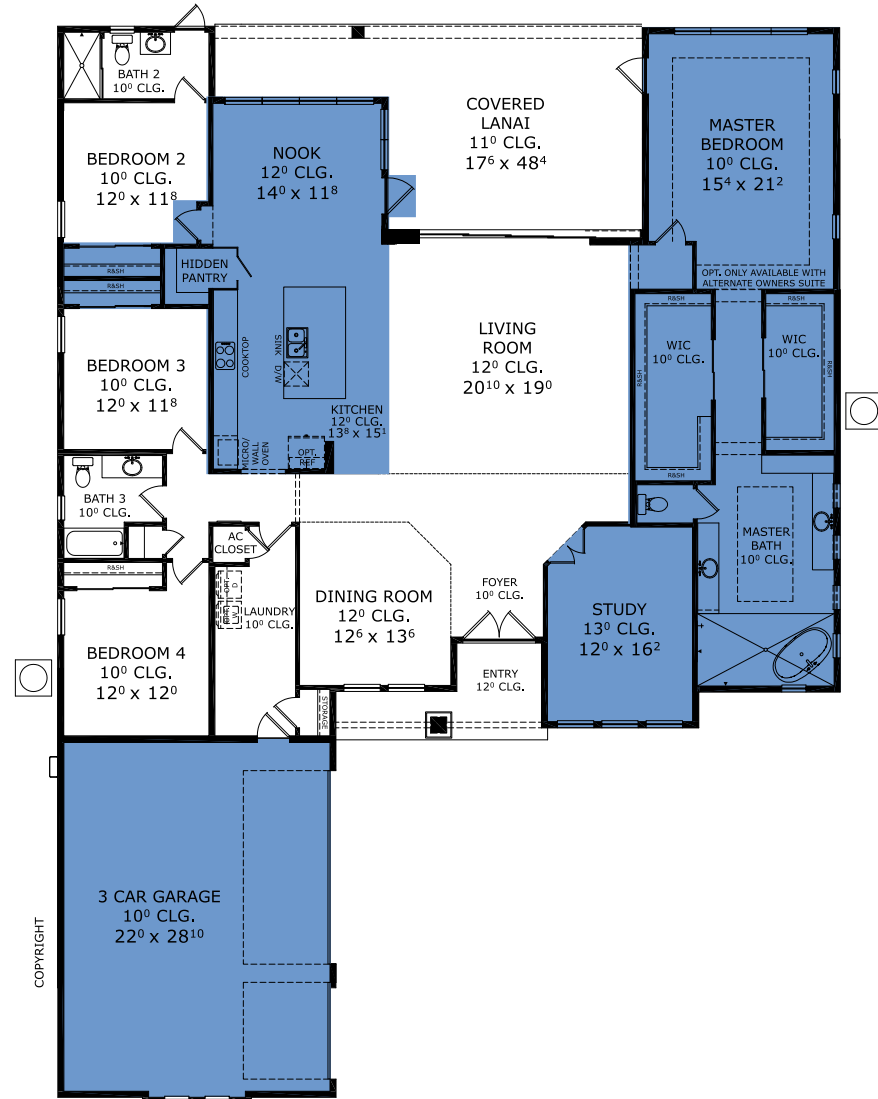 BATH 2
10⁰ CLG.
COVERED
LANAI
11⁰ CLG.
17⁶ x 48⁴
MASTER
BEDROOM
10⁰ CLG.
15⁴ x 21²
NOOK
12⁰ CLG.
14⁰ x 11⁸
BEDROOM 2
10⁰ CLG.
12⁰ x 11⁸
R&SH
R&SH
HIDDEN
PANTRY
OPT. ONLY AVAILABLE WITH
ALTERNATE OWNERS SUITE
BEDROOM 3
10⁰ CLG.
12⁰ x 11⁸
COOKTOP
SINK
D/W
KITCHEN
12⁰ CLG.
13⁸ x 15¹
MICRO/
WALL
OVEN
OPT.
REF
LIVING
ROOM
12⁰ CLG.
20¹⁰ x 19⁰
R&SH
R&SH
WIC
10⁰ CLG.
R&SH
R&SH
WIC
10⁰ CLG.
R&SH
BATH 3
10⁰ CLG.
AC
CLOSET
R&SH
BEDROOM 4
10⁰ CLG.
12⁰ x 12⁰
OPT.
D
OPT.
W
LAUNDRY
10⁰ CLG.
DINING ROOM
12⁰ CLG.
12⁶ x 13⁶
FOYER
10⁰ CLG.
ENTRY
12⁰ CLG.
STORAGE
STUDY
13⁰ CLG.
12⁰ x 16²
MASTER
BATH
10⁰ CLG.
3 CAR GARAGE
10⁰ CLG.
22⁰ x 28¹⁰
COPYRIGHT